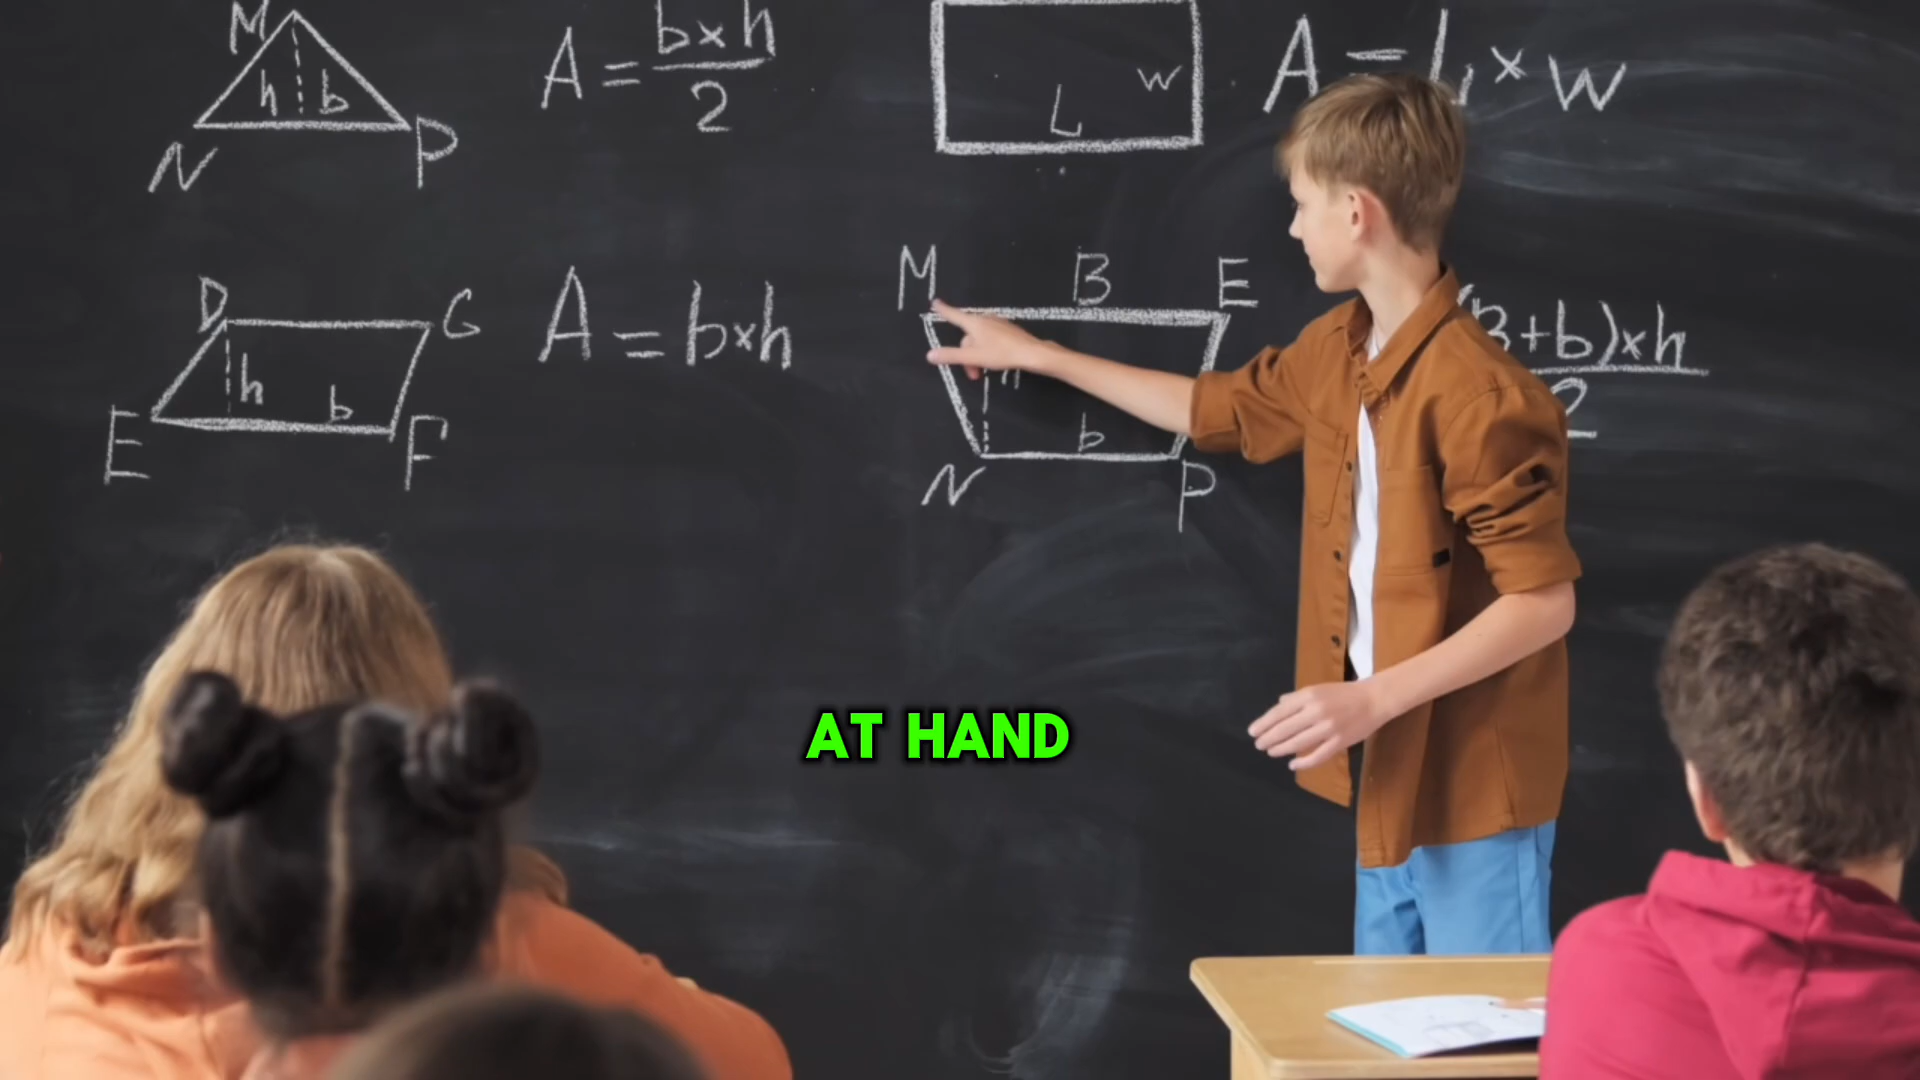 M
h b
N P
A = b×h
2
L w
A = L × w
D G
h
b
E F
A = b×h
M B E
h
b
N P
B+b)×h
2
AT HAND